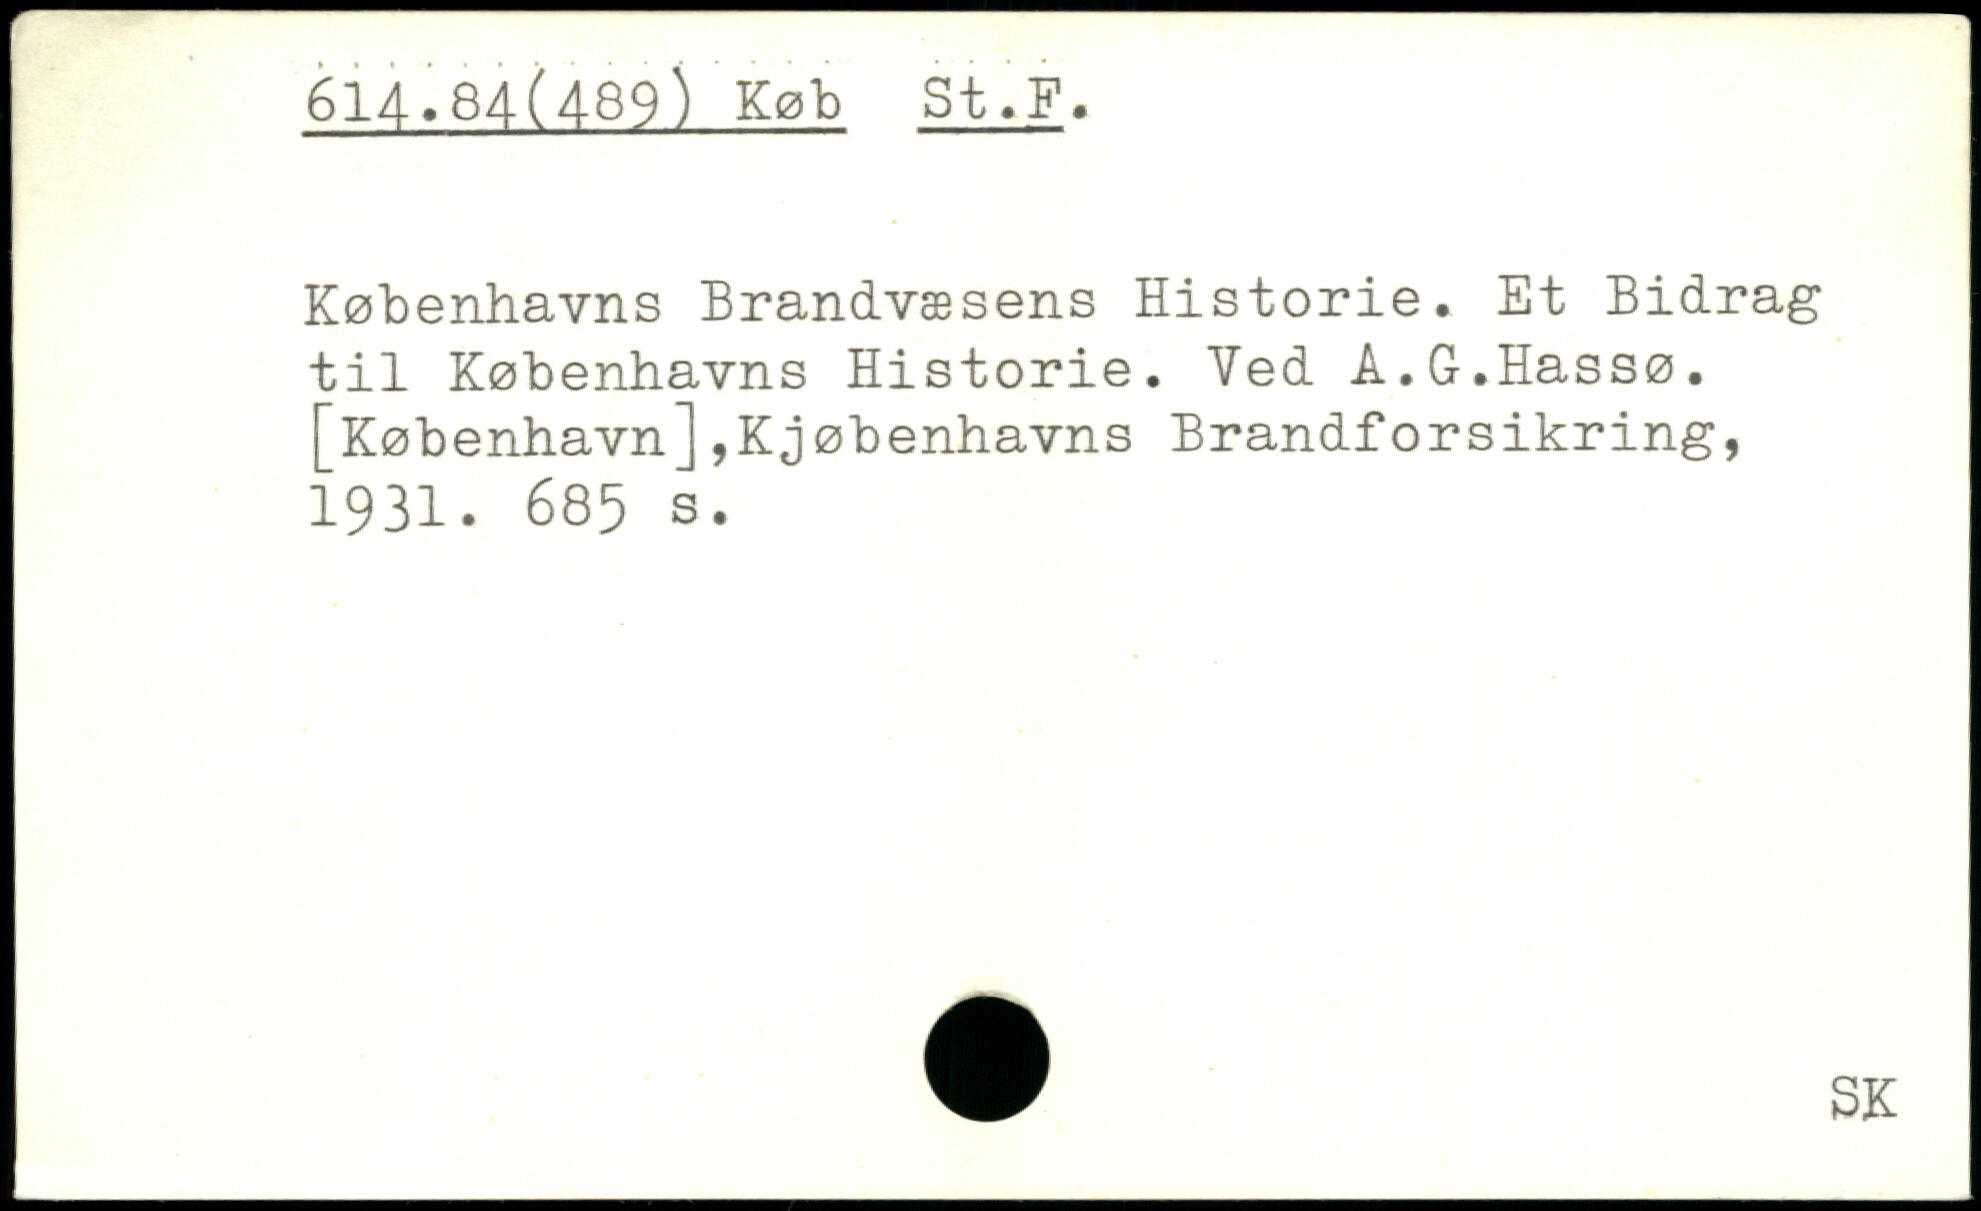 614.84(489) Køb St.F.
Københavns Brandvæsens Historie. Et Bidrag
til Københavns Historie. Ved A.G.Hassø.
[København],Kjøbenhavns Brandforsikring,
1931. 685 s.
SK